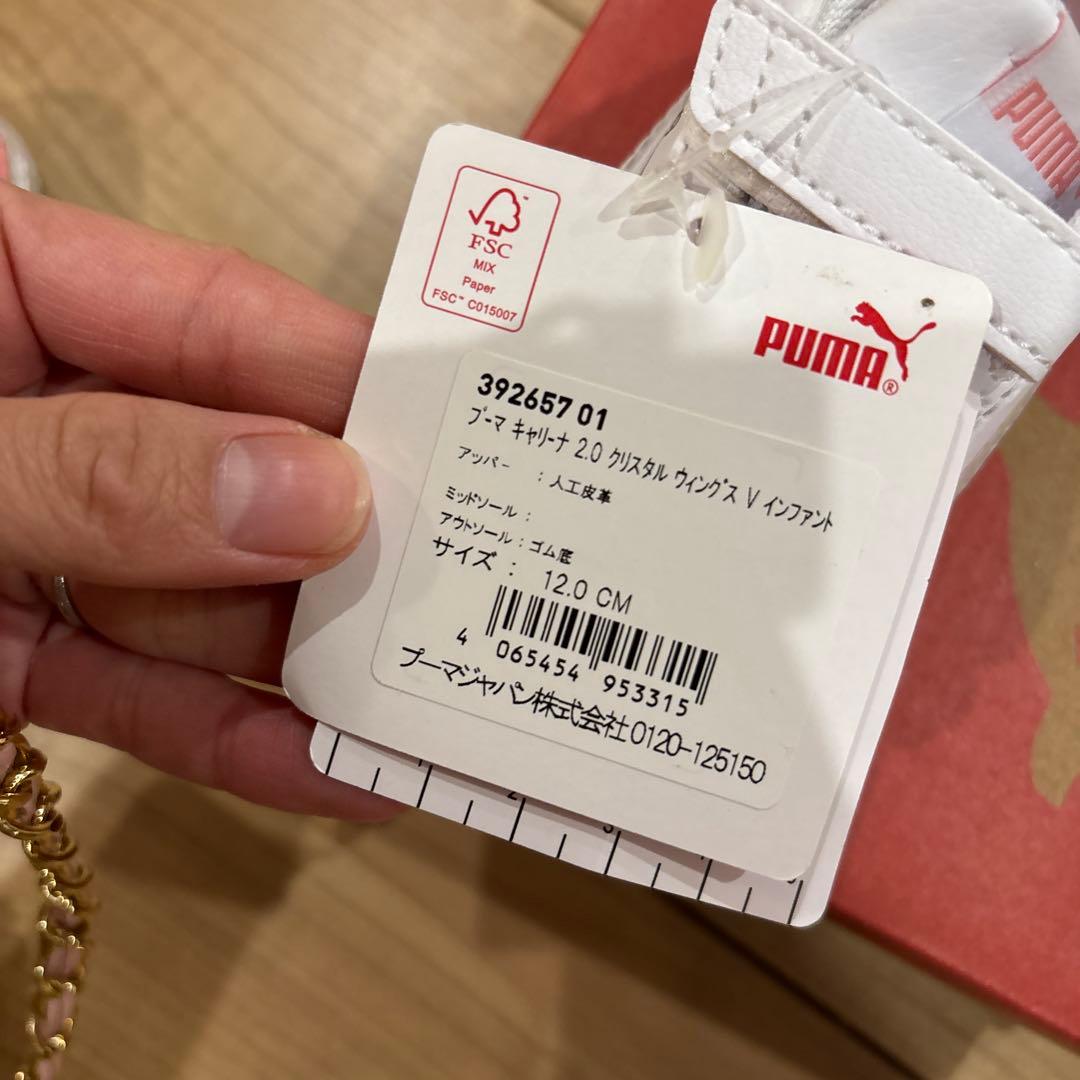 FSC™
MIX
Paper
FSC™ C015007
PUMA
PUMA®
392657 01
プーマ キャリーナ 2.0 クリスタル ウィングス V インファント
アッパー : 人工皮革
ミッドソール :
アウトソール : ゴム底
サイズ : 12.0 CM
4 065454 953315
プーマジャパン株式会社 0120-125150
2
3